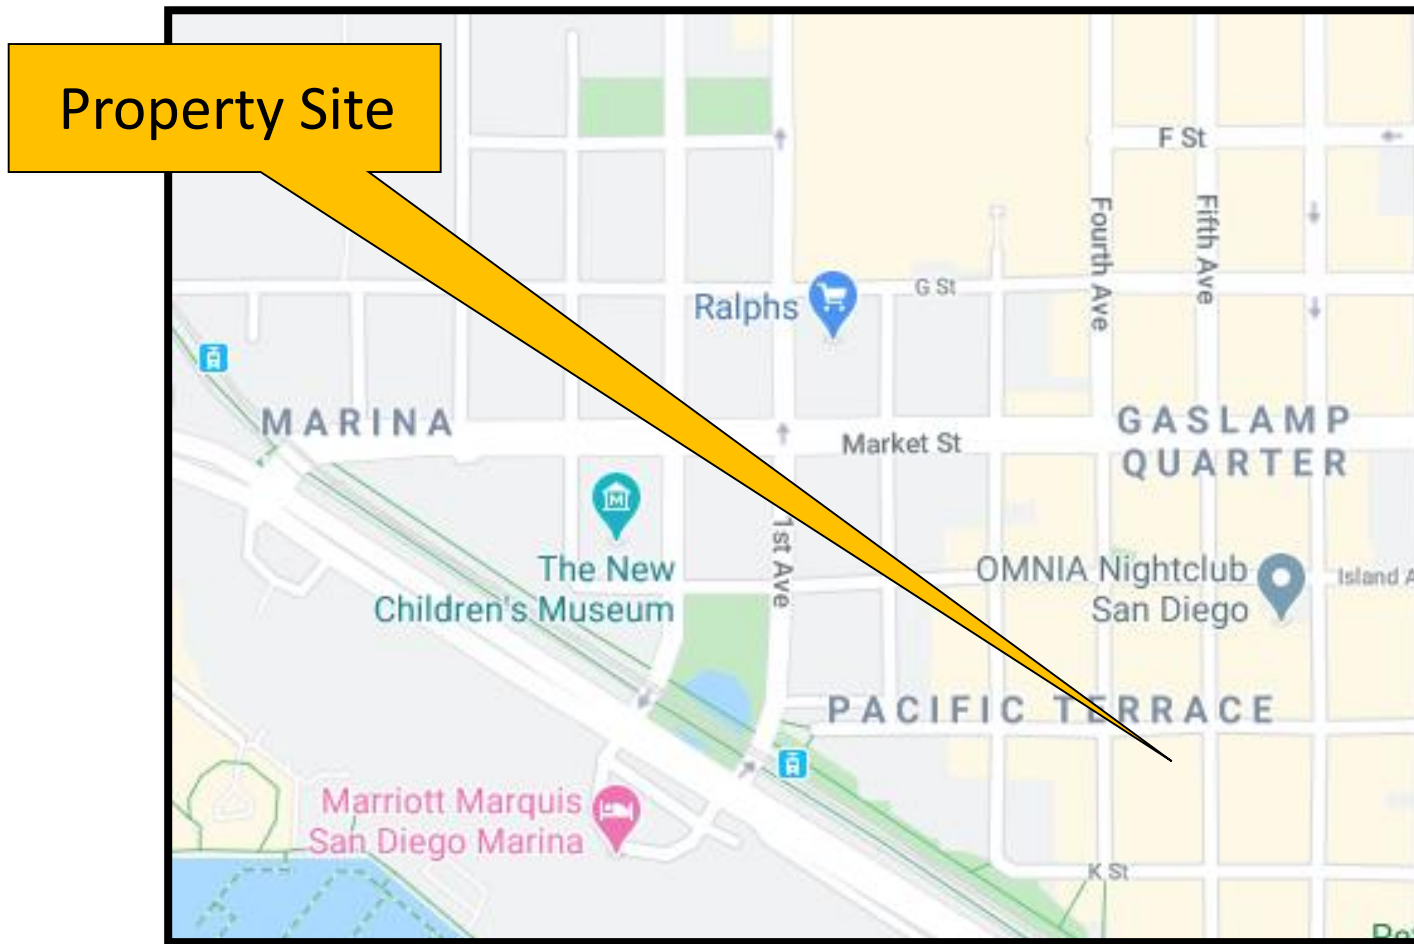 Property Site
F St
Fourth Ave
Fifth Ave
G St
Ralphs
MARINA
Market St
GASLAMP
QUARTER
1st Ave
The New
Children's Museum
OMNIA Nightclub
San Diego
Island A
PACIFIC TERRACE
Marriott Marquis
San Diego Marina
K St